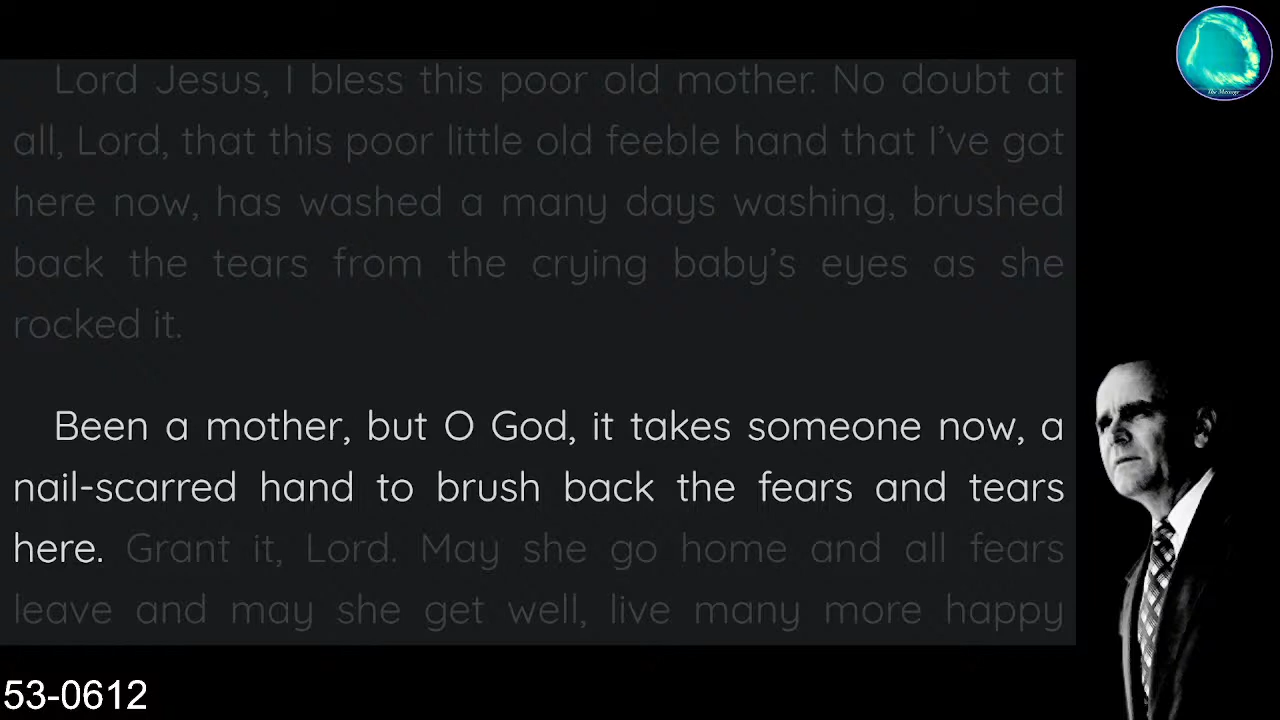 The Message
Lord Jesus, I bless this poor old mother. No doubt at
all, Lord, that this poor little old feeble hand that I’ve got
here now, has washed a many days washing, brushed
back the tears from the crying baby’s eyes as she
rocked it.
Been a mother, but O God, it takes someone now, a
nail-scarred hand to brush back the fears and tears
here. Grant it, Lord. May she go home and all fears
leave and may she get well, live many more happy
53-0612